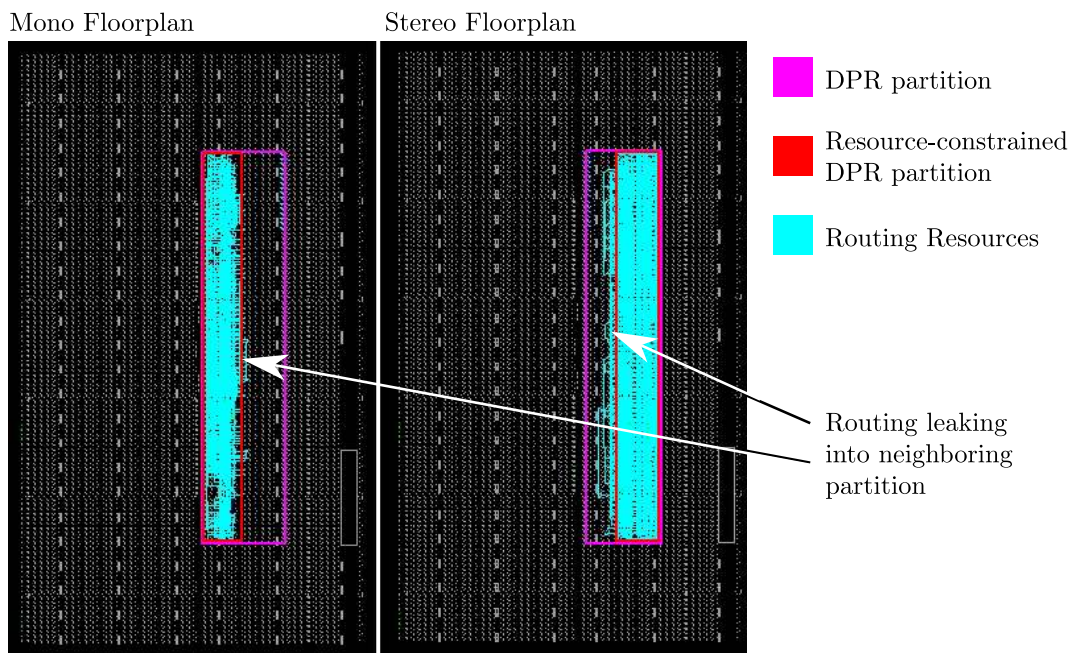 Mono Floorplan
Stereo Floorplan
DPR partition
Resource-constrained
DPR partition
Routing Resources
Routing leaking
into neighboring
partition